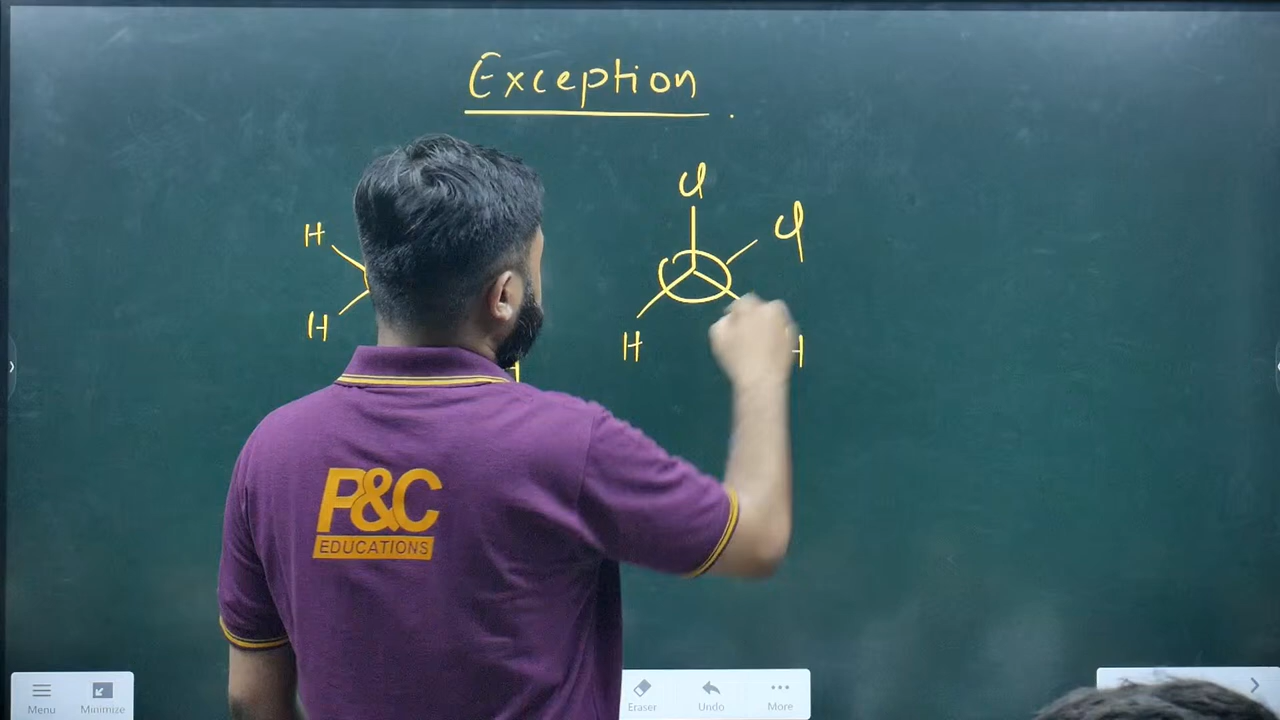 Exception .
Cl
H
Cl
H
H
H
P&C
EDUCATIONS
Menu
Minimize
Eraser
Undo
More